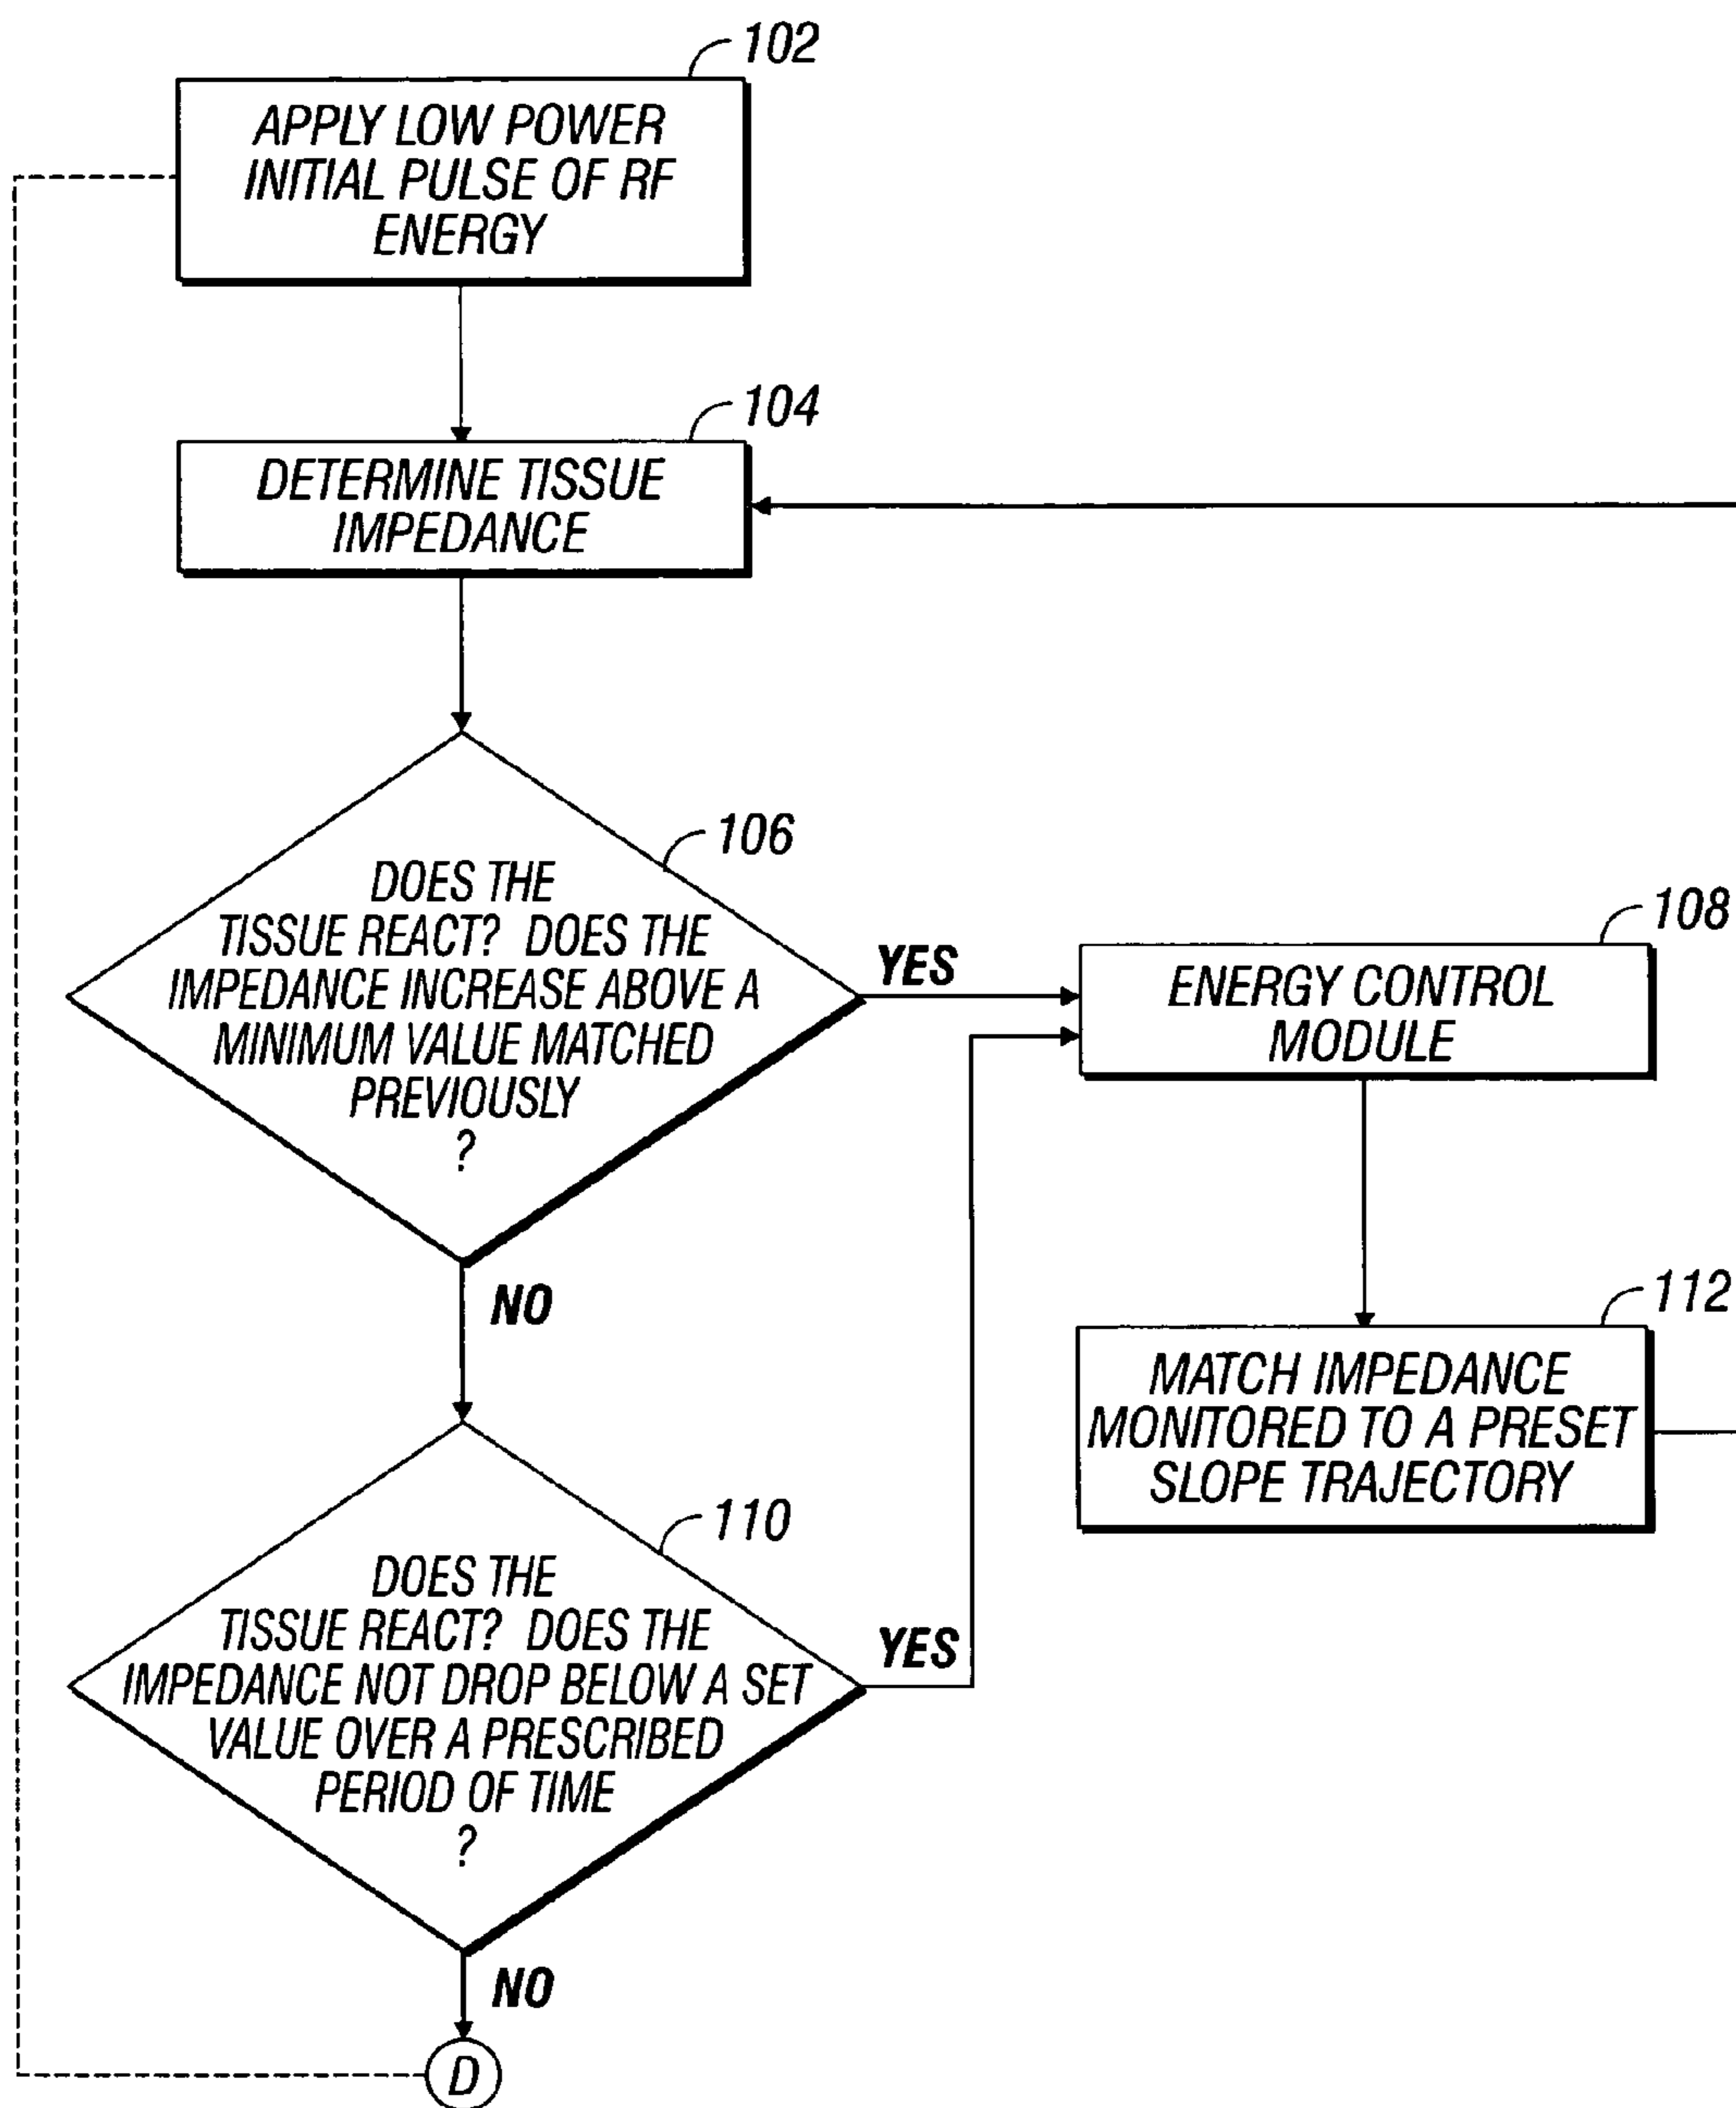 102
APPLY LOW POWER
INITIAL PULSE OF RF
ENERGY
104
DETERMINE TISSUE
IMPEDANCE
106
DOES THE
TISSUE REACT? DOES THE
IMPEDANCE INCREASE ABOVE A
MINIMUM VALUE MATCHED
PREVIOUSLY
?
YES
NO
108
ENERGY CONTROL
MODULE
112
MATCH IMPEDANCE
MONITORED TO A PRESET
SLOPE TRAJECTORY
110
DOES THE
TISSUE REACT? DOES THE
IMPEDANCE NOT DROP BELOW A SET
VALUE OVER A PRESCRIBED
PERIOD OF TIME
?
YES
NO
D